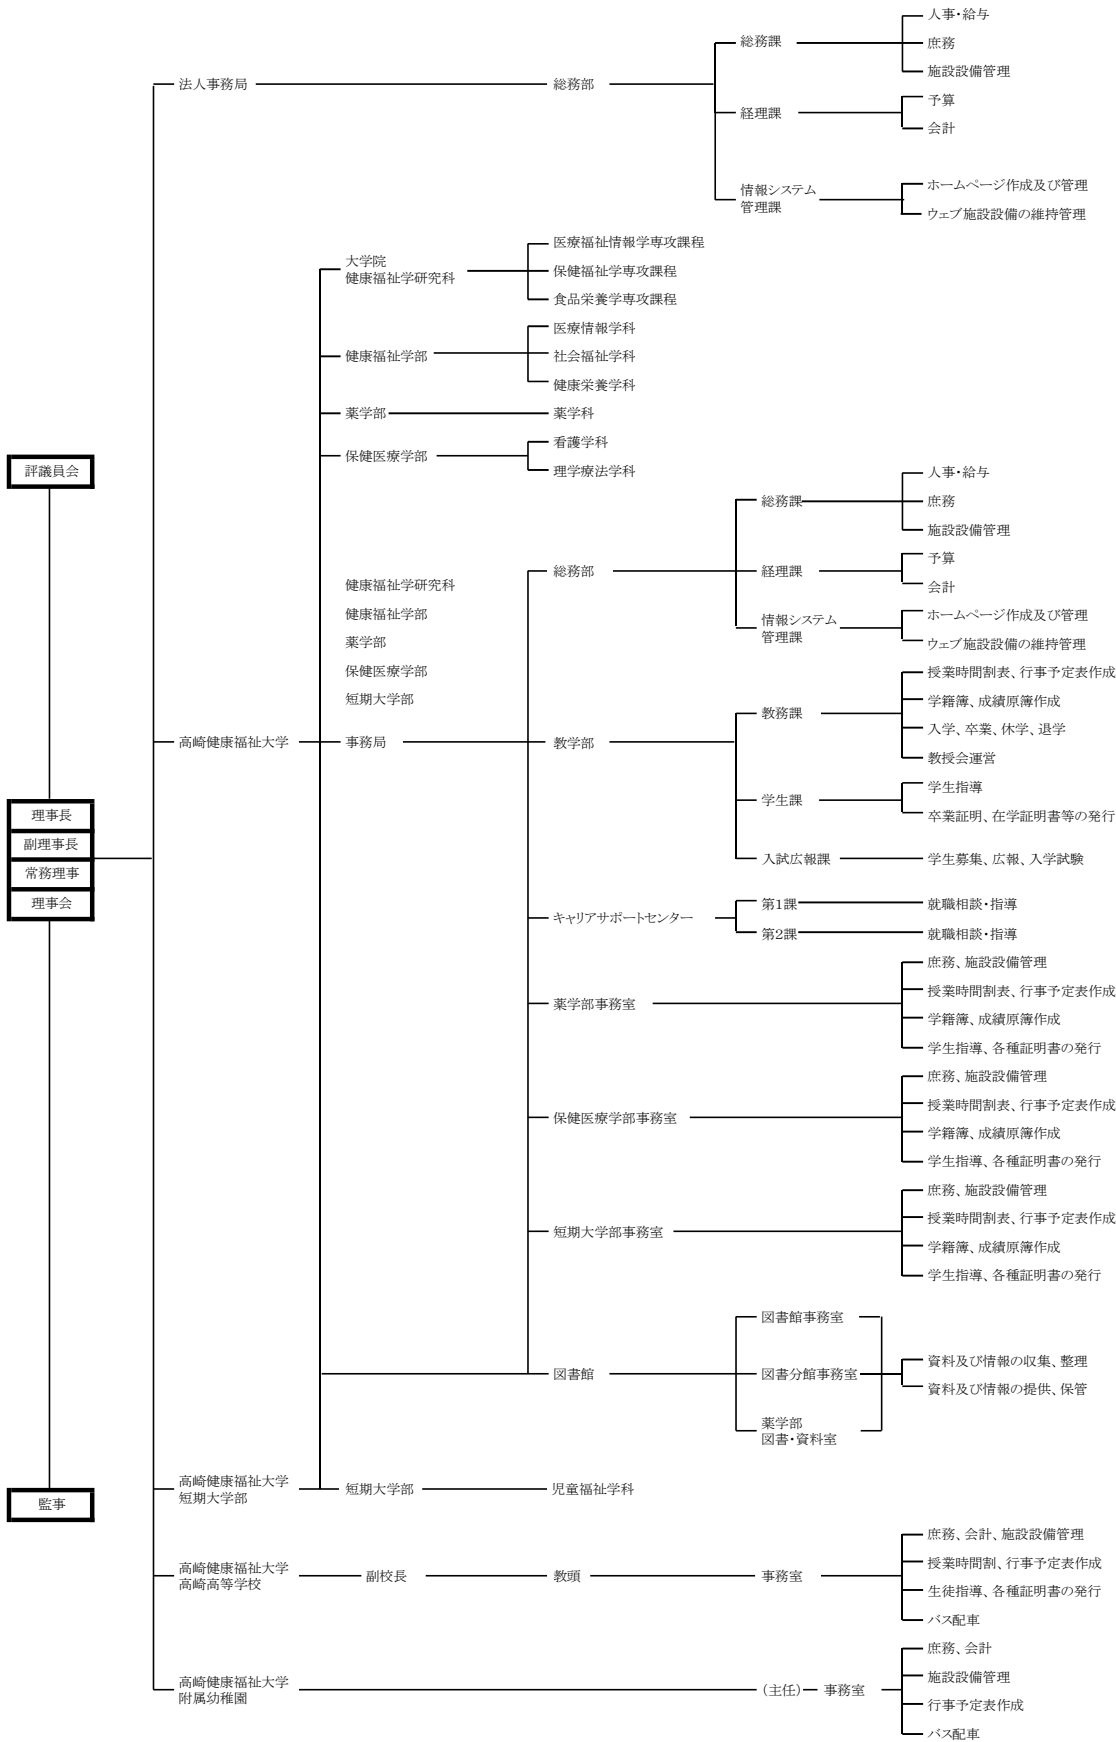 人事・給与
総務課
庶務
施設設備管理
法人事務局
総務部
予算
経理課
会計
情報システム
管理課
ホームページ作成及び管理
ウェブ施設設備の維持管理
大学院
健康福祉学研究科
医療福祉情報学専攻課程
保健福祉学専攻課程
食品栄養学専攻課程
医療情報学科
健康福祉学部
社会福祉学科
健康栄養学科
薬学部
薬学科
看護学科
保健医療学部
理学療法学科
評議員会
人事・給与
総務課
庶務
施設設備管理
予算
総務部
経理課
会計
健康福祉学研究科
健康福祉学部
薬学部
保健医療学部
短期大学部
情報システム
管理課
ホームページ作成及び管理
ウェブ施設設備の維持管理
授業時間割表、行事予定表作成
学籍簿、成績原簿作成
教務課
入学、卒業、休学、退学
教授会運営
高崎健康福祉大学
事務局
教学部
学生指導
学生課
卒業証明、在学証明書等の発行
入試広報課
学生募集、広報、入学試験
理事長
副理事長
常務理事
理事会
キャリアサポートセンター
第1課
就職相談・指導
第2課
就職相談・指導
庶務、施設設備管理
授業時間割表、行事予定表作成
薬学部事務室
学籍簿、成績原簿作成
学生指導、各種証明書の発行
庶務、施設設備管理
授業時間割表、行事予定表作成
保健医療学部事務室
学籍簿、成績原簿作成
学生指導、各種証明書の発行
庶務、施設設備管理
授業時間割表、行事予定表作成
短期大学部事務室
学籍簿、成績原簿作成
学生指導、各種証明書の発行
図書館事務室
図書館
図書分館事務室
資料及び情報の収集、整理
資料及び情報の提供、保管
薬学部
図書・資料室
高崎健康福祉大学
短期大学部
短期大学部
児童福祉学科
監事
庶務、会計、施設設備管理
授業時間割、行事予定表作成
高崎健康福祉大学
高崎高等学校
副校長
教頭
事務室
生徒指導、各種証明書の発行
バス配車
庶務、会計
施設設備管理
高崎健康福祉大学
附属幼稚園
(主任)
事務室
行事予定表作成
バス配車